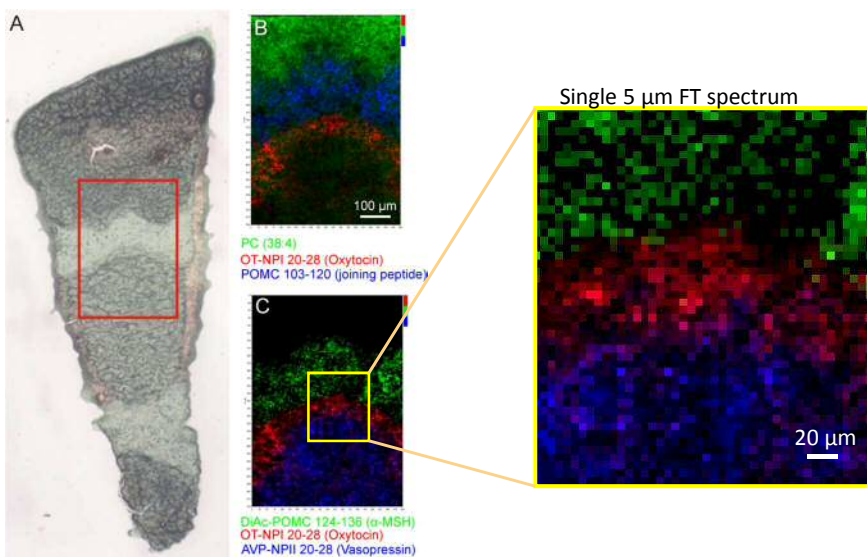 A
B
100 µm
PC (38:4)
OT-NPI 20-28 (Oxytocin)
POMC 103-120 (joining peptide)
C
DiAc-POMC 124-136 (α-MSH)
OT-NPI 20-28 (Oxytocin)
AVP-NPII 20-28 (Vasopressin)
Single 5 µm FT spectrum
20 µm